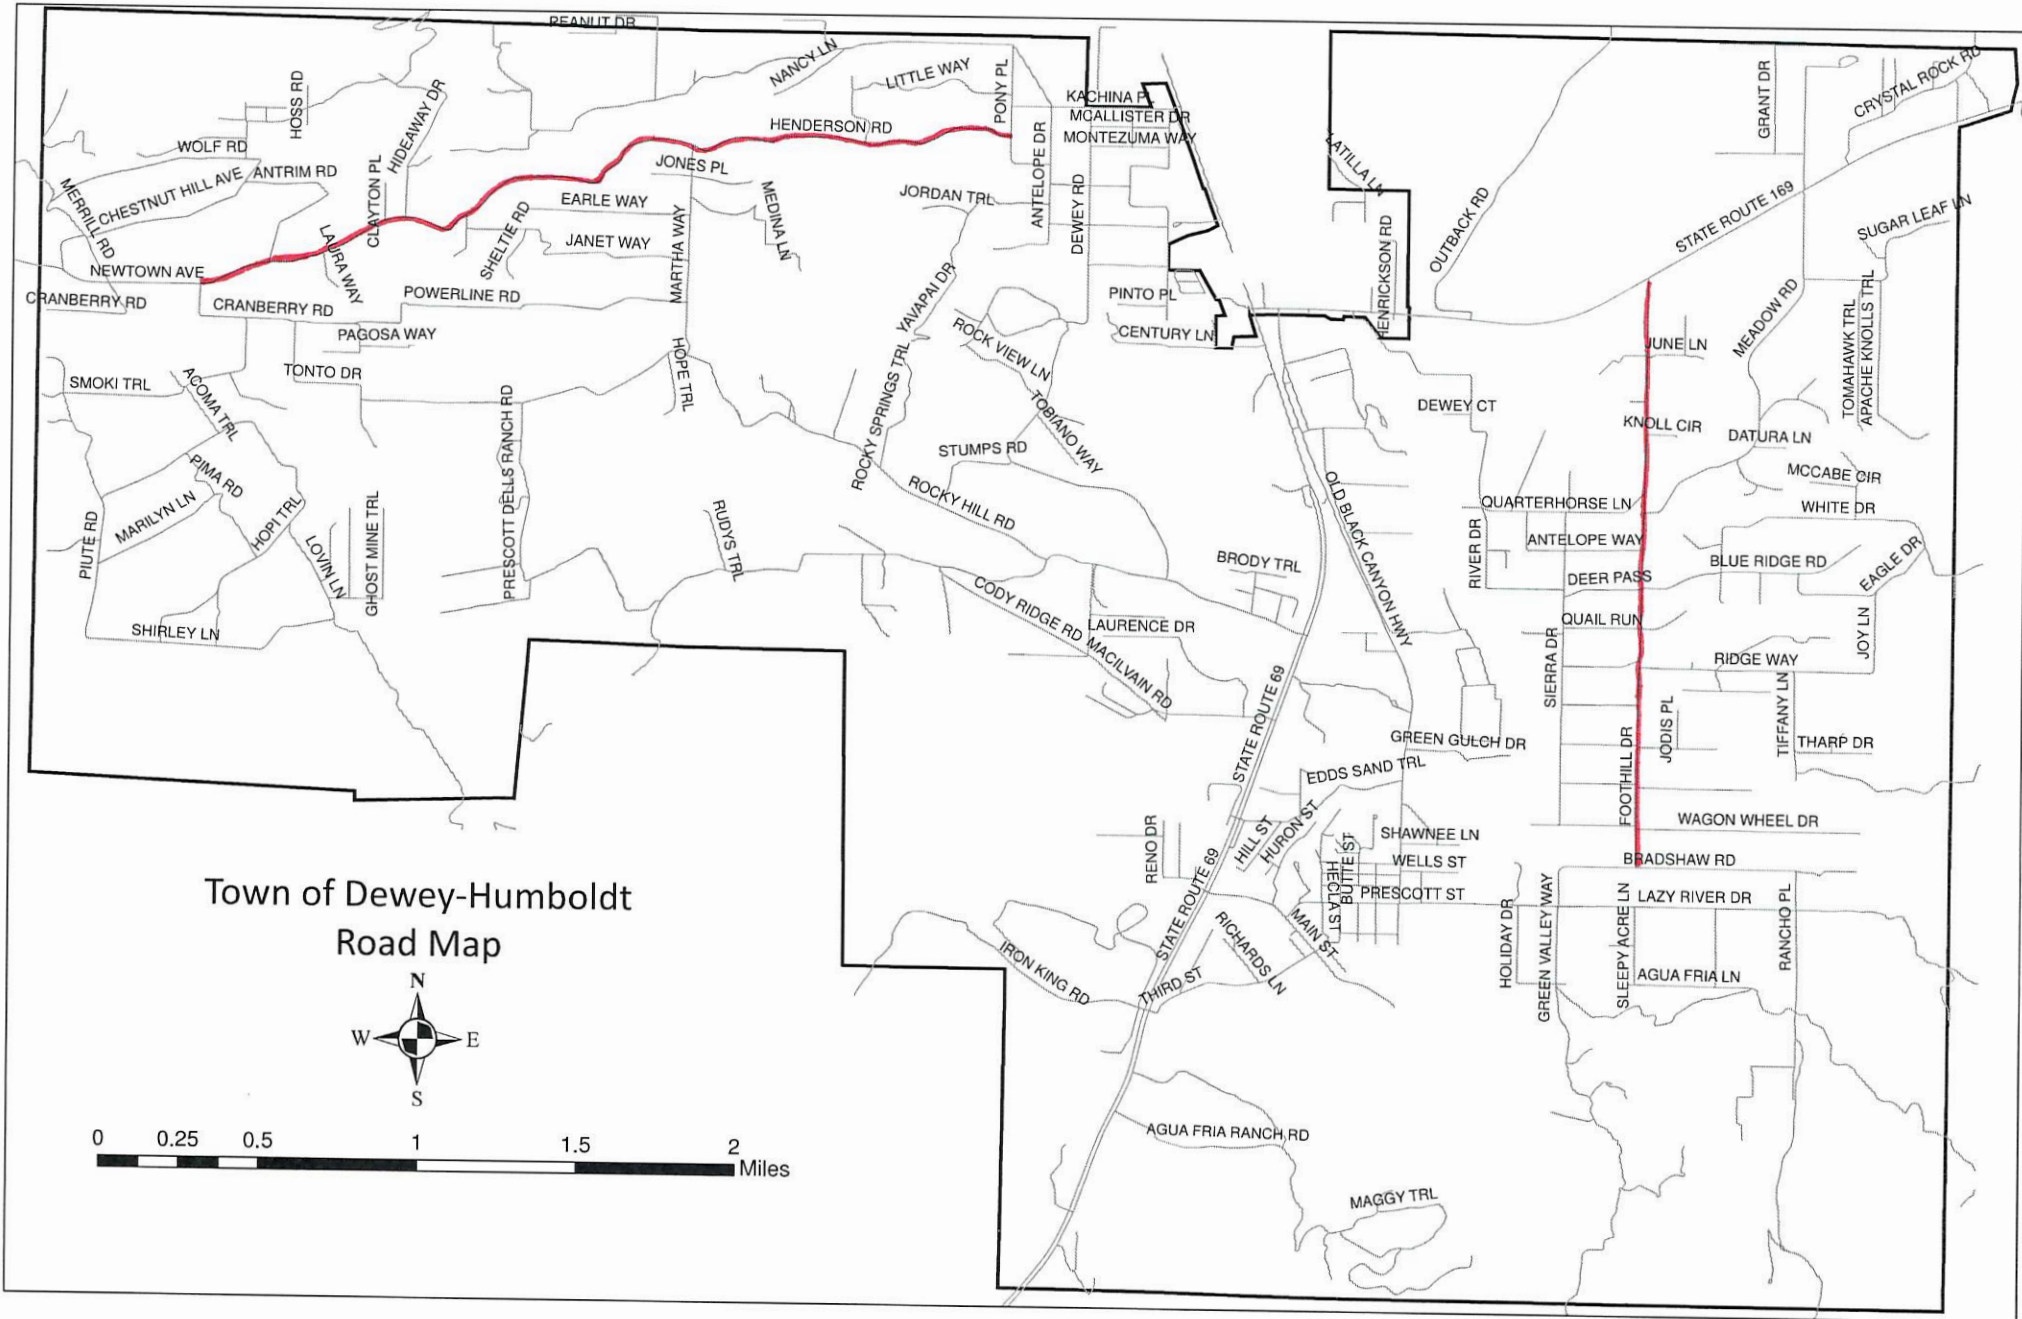 PEANUT DR
NANCY LN
LITTLE WAY
PONY PL
KACHINA PL
MCALLISTER DR
MONTEZUMA WAY
HENDERSON RD
HOSS RD
HIDEAWAY DR
WOLF RD
CHESTNUT HILL AVE
ANTRIM RD
CLAYTON PL
MERRILL RD
JONES PL
EARLE WAY
MEDINA LN
JORDAN TRL
ANTELOPE DR
DEWEY RD
LATILLA LN
HENRICKSON RD
OUTBACK RD
GRANT DR
CRYSTAL ROCK RD
STATE ROUTE 169
SUGAR LEAF LN
NEWTOWN AVE
LAURA WAY
SHELTIE RD
JANET WAY
MARTHA WAY
CRANBERRY RD
CRANBERRY RD
POWERLINE RD
PAGOSA WAY
YAVAPAI DR
PINTO PL
CENTURY LN
ROCK VIEW LN
JUNE LN
MEADOW RD
TOMAHAWK TRL
APACHE KNOLLS TRL
SMOKI TRL
ACOMA TRL
TONTO DR
HOPE TRL
PRESCOTT DELLS RANCH RD
ROCKY SPRINGS TRL
TOBIANO WAY
STUMPS RD
DEWEY CT
KNOLL CIR
DATURA LN
MCCABE CIR
PIMA RD
MARILYN LN
HOPI TRL
PIUTE RD
LOVIN LN
GHOST MINE TRL
RUDYS TRL
ROCKY HILL RD
OLD BLACK CANYON HWY
QUARTERHORSE LN
WHITE DR
RIVER DR
ANTELOPE WAY
BRODY TRL
DEER PASS
BLUE RIDGE RD
EAGLE DR
CODY RIDGE RD
LAURENCE DR
MACILVAIN RD
QUAIL RUN
JOY LN
SHIRLEY LN
SIERRA DR
RIDGE WAY
TIFFANY LN
JODIS PL
STATE ROUTE 69
GREEN GULCH DR
THARP DR
FOOTHILL DR
EDDS SAND TRL
WAGON WHEEL DR
RENO DR
HILL ST
HURON ST
SHAWNEE LN
BUTTE ST
HECLA ST
WELLS ST
PRESCOTT ST
BRADSHAW RD
STATE ROUTE 69
MAIN ST
RICHARDS LN
HOLIDAY DR
GREEN VALLEY WAY
SLEEPY ACRE LN
LAZY RIVER DR
RANCHO PL
IRON KING RD
THIRD ST
AGUA FRIA LN
AGUA FRIA RANCH RD
MAGGY TRL
Town of Dewey-Humboldt
Road Map
N
W E
S
0 0.25 0.5 1 1.5 2
Miles